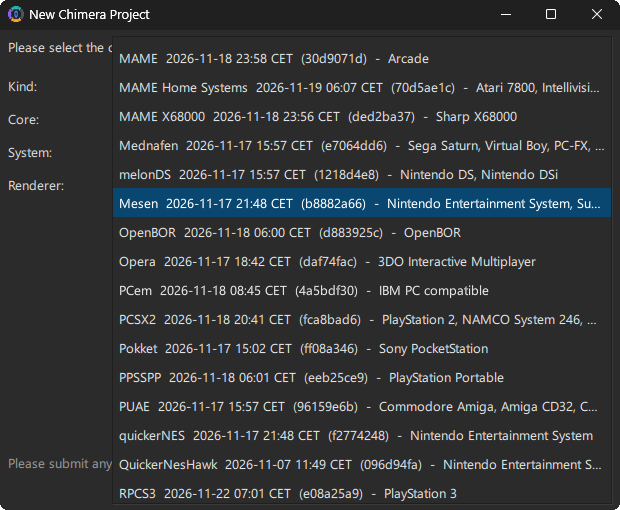 New Chimera Project
Please select the c
MAME 2026-11-18 23:58 CET (30d9071d) - Arcade
Kind:
MAME Home Systems 2026-11-19 06:07 CET (70d5ae1c) - Atari 7800, Intellivisi...
Core:
MAME X68000 2026-11-18 23:56 CET (ded2ba37) - Sharp X68000
System:
Mednafen 2026-11-17 15:57 CET (e7064dd6) - Sega Saturn, Virtual Boy, PC-FX, ...
melonDS 2026-11-17 15:57 CET (1218d4e8) - Nintendo DS, Nintendo DSi
Renderer:
Mesen 2026-11-17 21:48 CET (b8882a66) - Nintendo Entertainment System, Su...
OpenBOR 2026-11-18 06:00 CET (d883925c) - OpenBOR
Opera 2026-11-17 18:42 CET (daf74fac) - 3DO Interactive Multiplayer
PCem 2026-11-18 08:45 CET (4a5bdf30) - IBM PC compatible
PCSX2 2026-11-18 20:41 CET (fca8bad6) - PlayStation 2, NAMCO System 246, ...
Pokket 2026-11-17 15:02 CET (ff08a346) - Sony PocketStation
PPSSPP 2026-11-18 06:01 CET (eeb25ce9) - PlayStation Portable
PUAE 2026-11-17 15:57 CET (96159e6b) - Commodore Amiga, Amiga CD32, C...
quickerNES 2026-11-17 21:48 CET (f2774248) - Nintendo Entertainment System
Please submit any
QuickerNesHawk 2026-11-07 11:49 CET (096d94fa) - Nintendo Entertainment S...
RPCS3 2026-11-22 07:01 CET (e08a25a9) - PlayStation 3